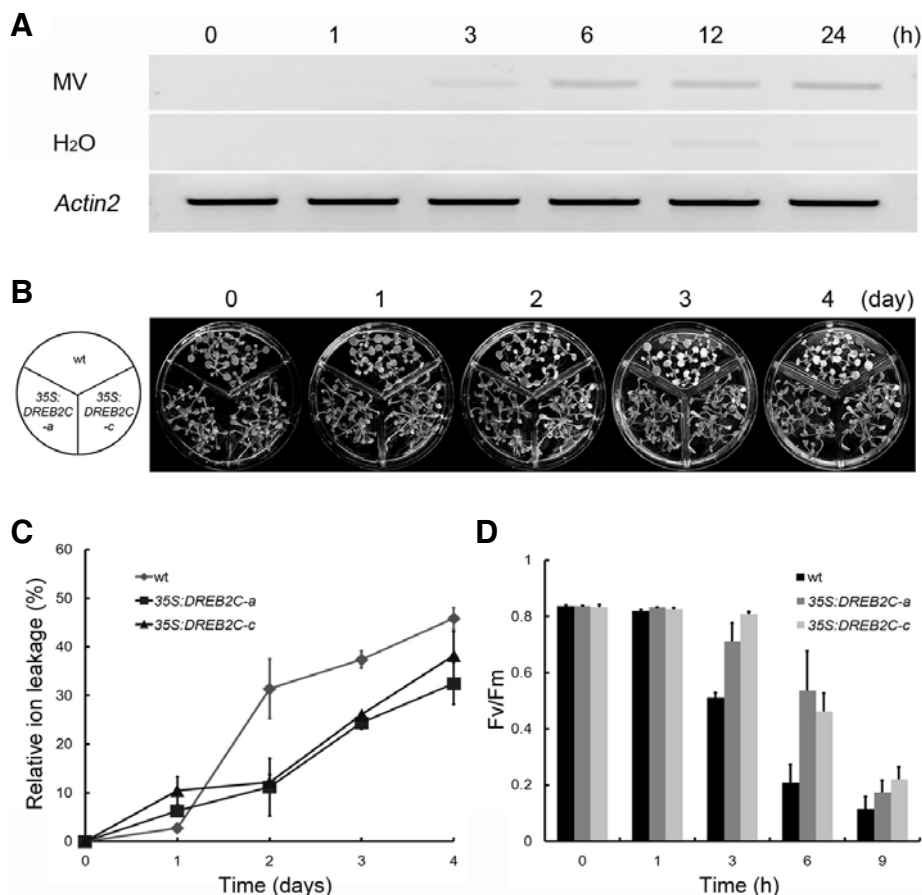 A
0 1 3 6 12 24 (h)
MV
H₂O
Actin2
B
0 1 2 3 4 (day)
wt
35S:
DREB2C
-a
35S:
DREB2C
-c
C
60
50
40
30
20
10
0
Relative ion leakage (%)
wt
35S:DREB2C-a
35S:DREB2C-c
0 1 2 3 4
Time (days)
D
1
0.8
0.6
0.4
0.2
0
Fv/Fm
wt
35S:DREB2C-a
35S:DREB2C-c
0 1 3 6 9
Time (h)